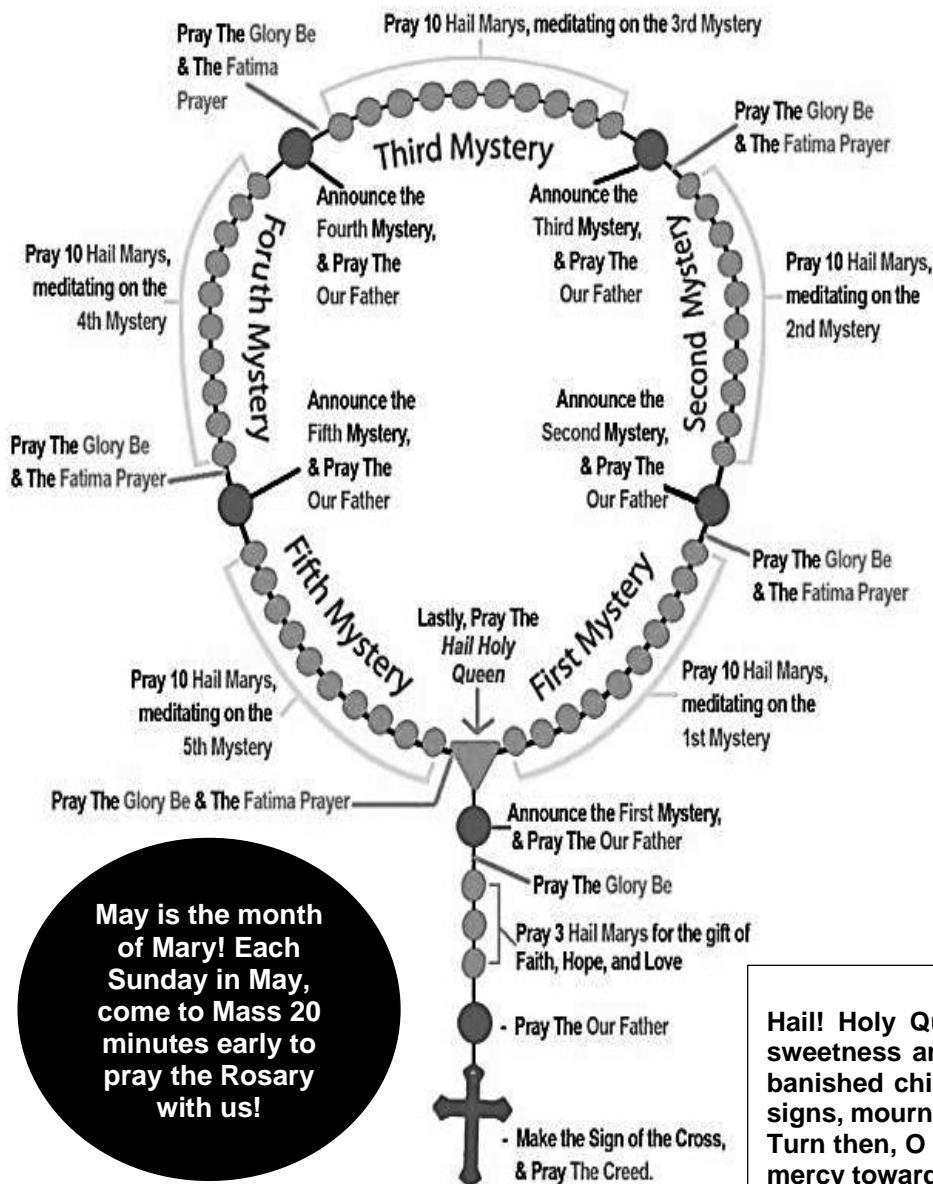 Pray 10 Hail Marys, meditating on the 3rd Mystery
Pray The Glory Be
& The Fatima
Prayer
Pray The Glory Be
& The Fatima Prayer
Third Mystery
Announce the
Fourth Mystery,
& Pray The
Our Father
Announce the
Third Mystery,
& Pray The
Our Father
Pray 10 Hail Marys,
meditating on the
4th Mystery
Foruth Mystery
Second Mystery
Pray 10 Hail Marys,
meditating on the
2nd Mystery
Announce the
Fifth Mystery,
& Pray The
Our Father
Announce the
Second Mystery,
& Pray The
Our Father
Pray The Glory Be
& The Fatima Prayer
Pray The Glory Be
& The Fatima Prayer
Fifth Mystery
First Mystery
Lastly, Pray The
Hail Holy
Queen
Pray 10 Hail Marys,
meditating on the
5th Mystery
Pray 10 Hail Marys,
meditating on the
1st Mystery
Pray The Glory Be & The Fatima Prayer
Announce the First Mystery,
& Pray The Our Father
Pray The Glory Be
Pray 3 Hail Marys for the gift of
Faith, Hope, and Love
- Pray The Our Father
- Make the Sign of the Cross,
& Pray The Creed.
May is the month
of Mary! Each
Sunday in May,
come to Mass 20
minutes early to
pray the Rosary
with us!
Hail! Holy
sweetness
banished
signs, mourn
Turn then, O
mercy